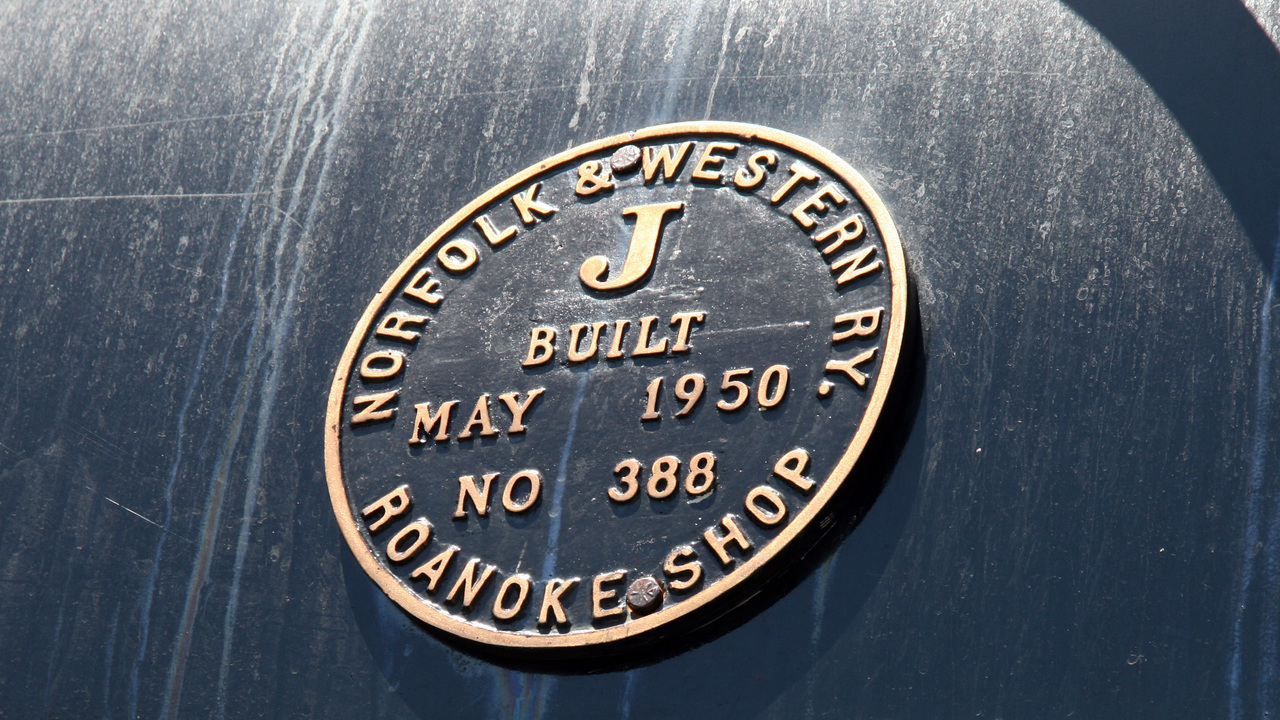 NORFOLK & WESTERN RY.
J
BUILT
MAY 1950
NO 388
ROANOKE SHOP